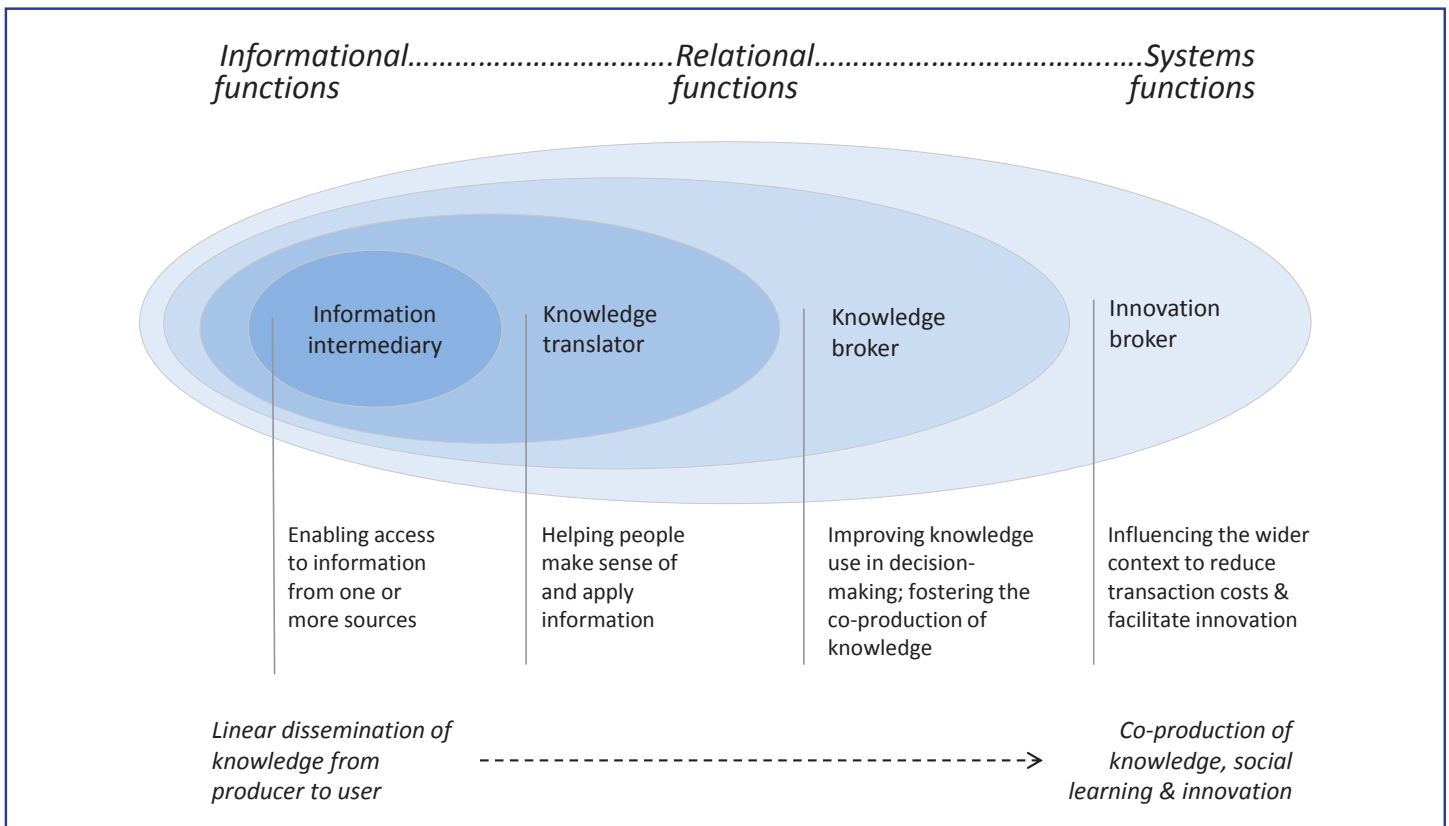 Informational……………………….Relational………………………..….Systems
functions functions functions
Information
intermediary
Knowledge
translator
Knowledge
broker
Innovation
broker
Enabling access
to information
from one or
more sources
Helping people
make sense of
and apply
information
Improving knowledge
use in decision-
making; fostering the
co-production of
knowledge
Influencing the wider
context to reduce
transaction costs &
facilitate innovation
Linear dissemination of
knowledge from
producer to user
Co-production of
knowledge, social
learning & innovation